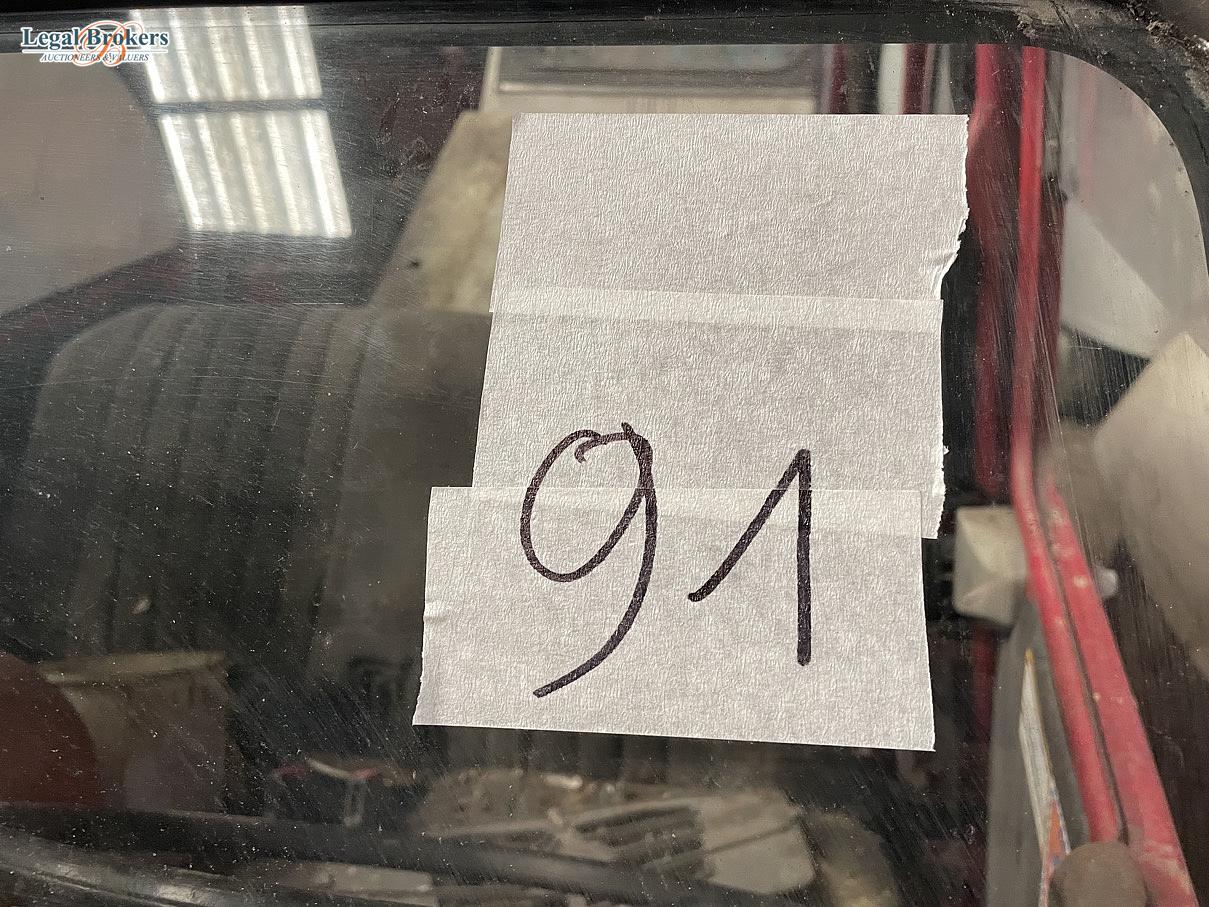 Legal Brokers
AUCTIONEERS & VALUERS
91